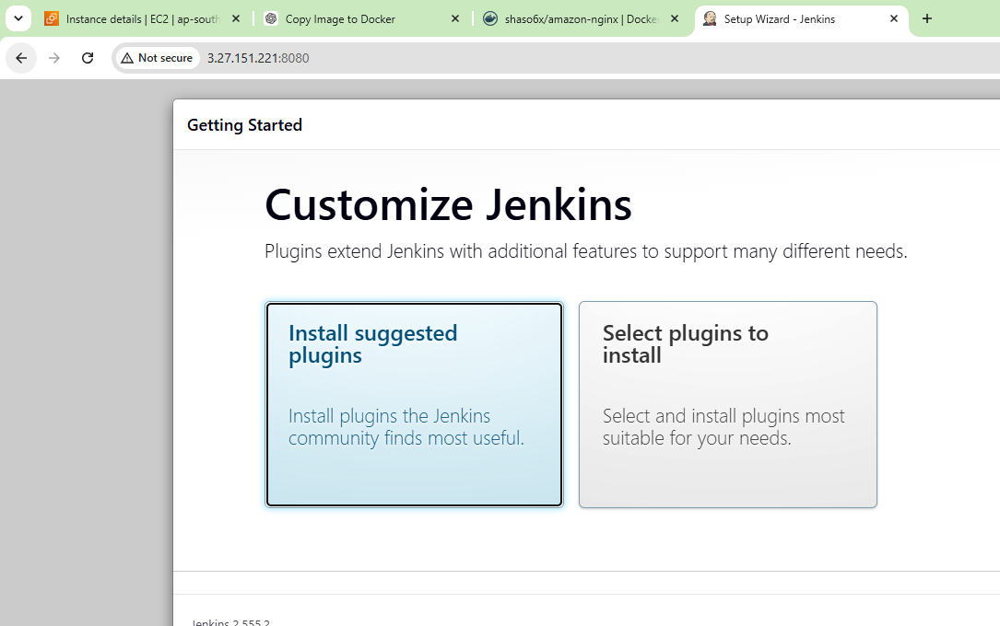 Instance details | EC2 | ap-south
Copy Image to Docker
shaso6x/amazon-nginx | Docke
Setup Wizard - Jenkins
Not secure
3.27.151.221:8080
Getting Started
Customize Jenkins
Plugins extend Jenkins with additional features to support many different needs.
Install suggested
plugins
Install plugins the Jenkins
community finds most useful.
Select plugins to
install
Select and install plugins most
suitable for your needs.
Jenkins 2.555.2